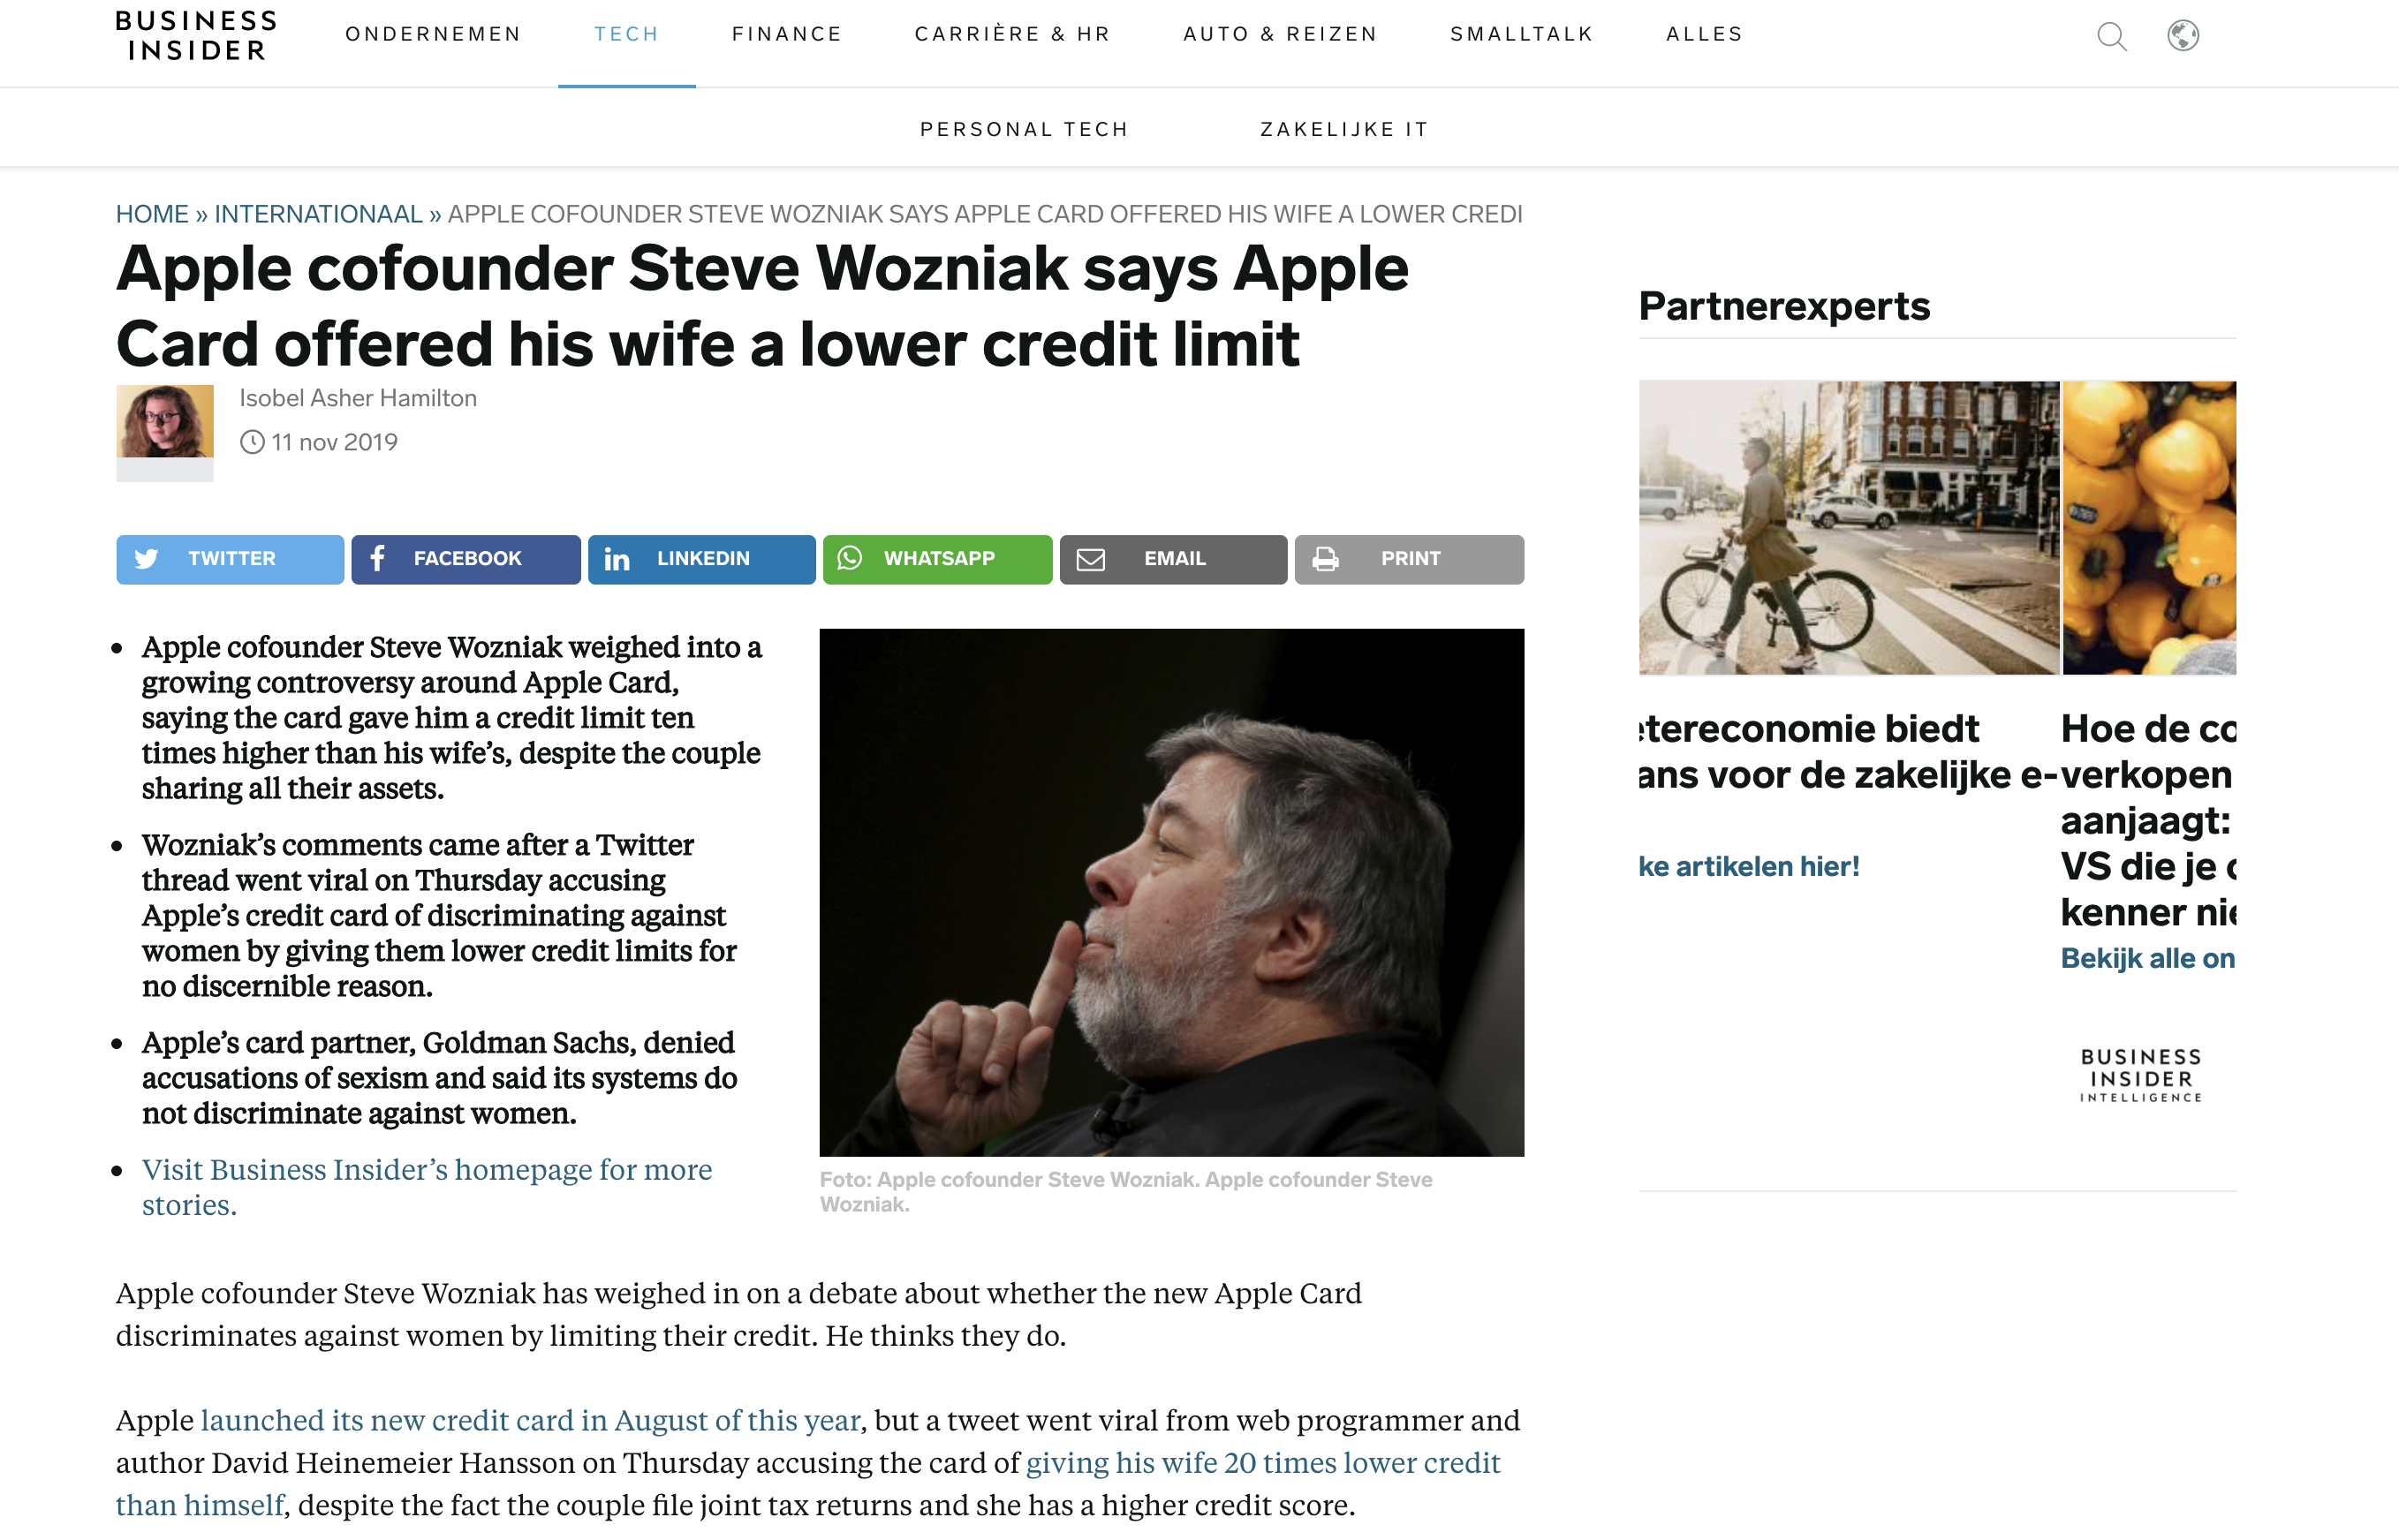 BUSINESS
INSIDER
ONDERNEMEN
TECH
FINANCE
CARRIÈRE & HR
AUTO & REIZEN
SMALLTALK
ALLES
PERSONAL TECH
ZAKELIJKE IT
HOME » INTERNATIONAAL » APPLE COFOUNDER STEVE WOZNIAK SAYS APPLE CARD OFFERED HIS WIFE A LOWER CREDI
Apple cofounder Steve Wozniak says Apple
Card offered his wife a lower credit limit
Isobel Asher Hamilton
11 nov 2019
TWITTER
FACEBOOK
LINKEDIN
WHATSAPP
EMAIL
PRINT
• Apple cofounder Steve Wozniak weighed into a
growing controversy around Apple Card,
saying the card gave him a credit limit ten
times higher than his wife’s, despite the couple
sharing all their assets.
• Wozniak’s comments came after a Twitter
thread went viral on Thursday accusing
Apple’s credit card of discriminating against
women by giving them lower credit limits for
no discernible reason.
• Apple’s card partner, Goldman Sachs, denied
accusations of sexism and said its systems do
not discriminate against women.
• Visit Business Insider’s homepage for more
stories.
Foto: Apple cofounder Steve Wozniak. Apple cofounder Steve
Wozniak.
Apple cofounder Steve Wozniak has weighed in on a debate about whether the new Apple Card
discriminates against women by limiting their credit. He thinks they do.
Apple launched its new credit card in August of this year, but a tweet went viral from web programmer and
author David Heinemeier Hansson on Thursday accusing the card of giving his wife 20 times lower credit
than himself, despite the fact the couple file joint tax returns and she has a higher credit score.
Partnerexperts
etereconomie biedt
ans voor de zakelijke e-
ke artikelen hier!
Hoe de co
verkopen
aanjaagt:
VS die je
kenner nie
Bekijk alle on
BUSINESS
INSIDER
INTELLIGENCE